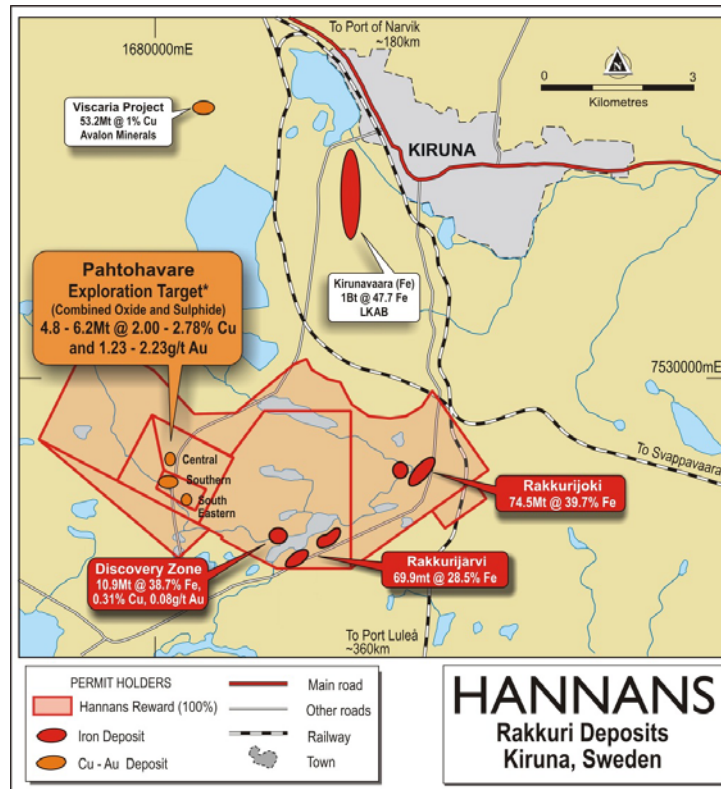 To Port of Narvik
~180km
1680000mE
N
0 3
Kilometres
Viscaria Project
53.2Mt @ 1% Cu
Avalon Minerals
KIRUNA
Pahtohavare
Exploration Target*
(Combined Oxide and Sulphide)
4.8 - 6.2Mt @ 2.00 - 2.78% Cu
and 1.23 - 2.23g/t Au
Kirunavaara (Fe)
1Bt @ 47.7 Fe
LKAB
7530000mE
To Svappavaara
Central
Southern
South
Eastern
Rakkurijoki
74.5Mt @ 39.7% Fe
Discovery Zone
10.9Mt @ 38.7% Fe,
0.31% Cu, 0.08g/t Au
Rakkurijarvi
69.9mt @ 28.5% Fe
To Port Luleå
~360km
PERMIT HOLDERS
Hannans Reward (100%)
Iron Deposit
Cu - Au Deposit
Main road
Other roads
Railway
Town
HANNANS
Rakkuri Deposits
Kiruna, Sweden